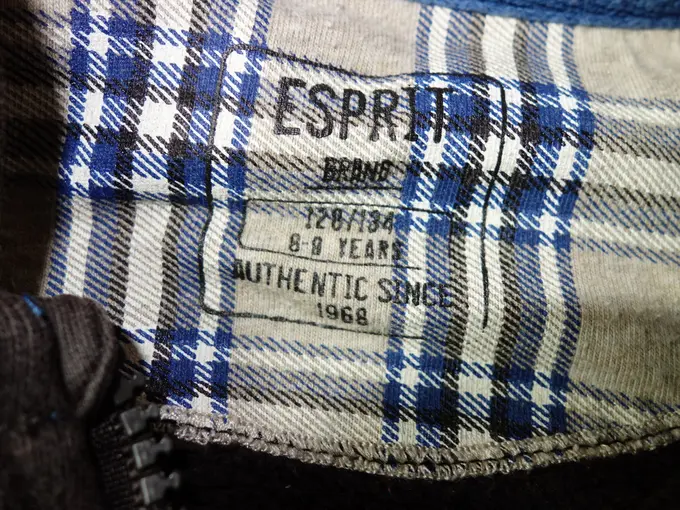 ESPRIT
BRAND
128/134
8-9 YEARS
AUTHENTIC SINCE
1968